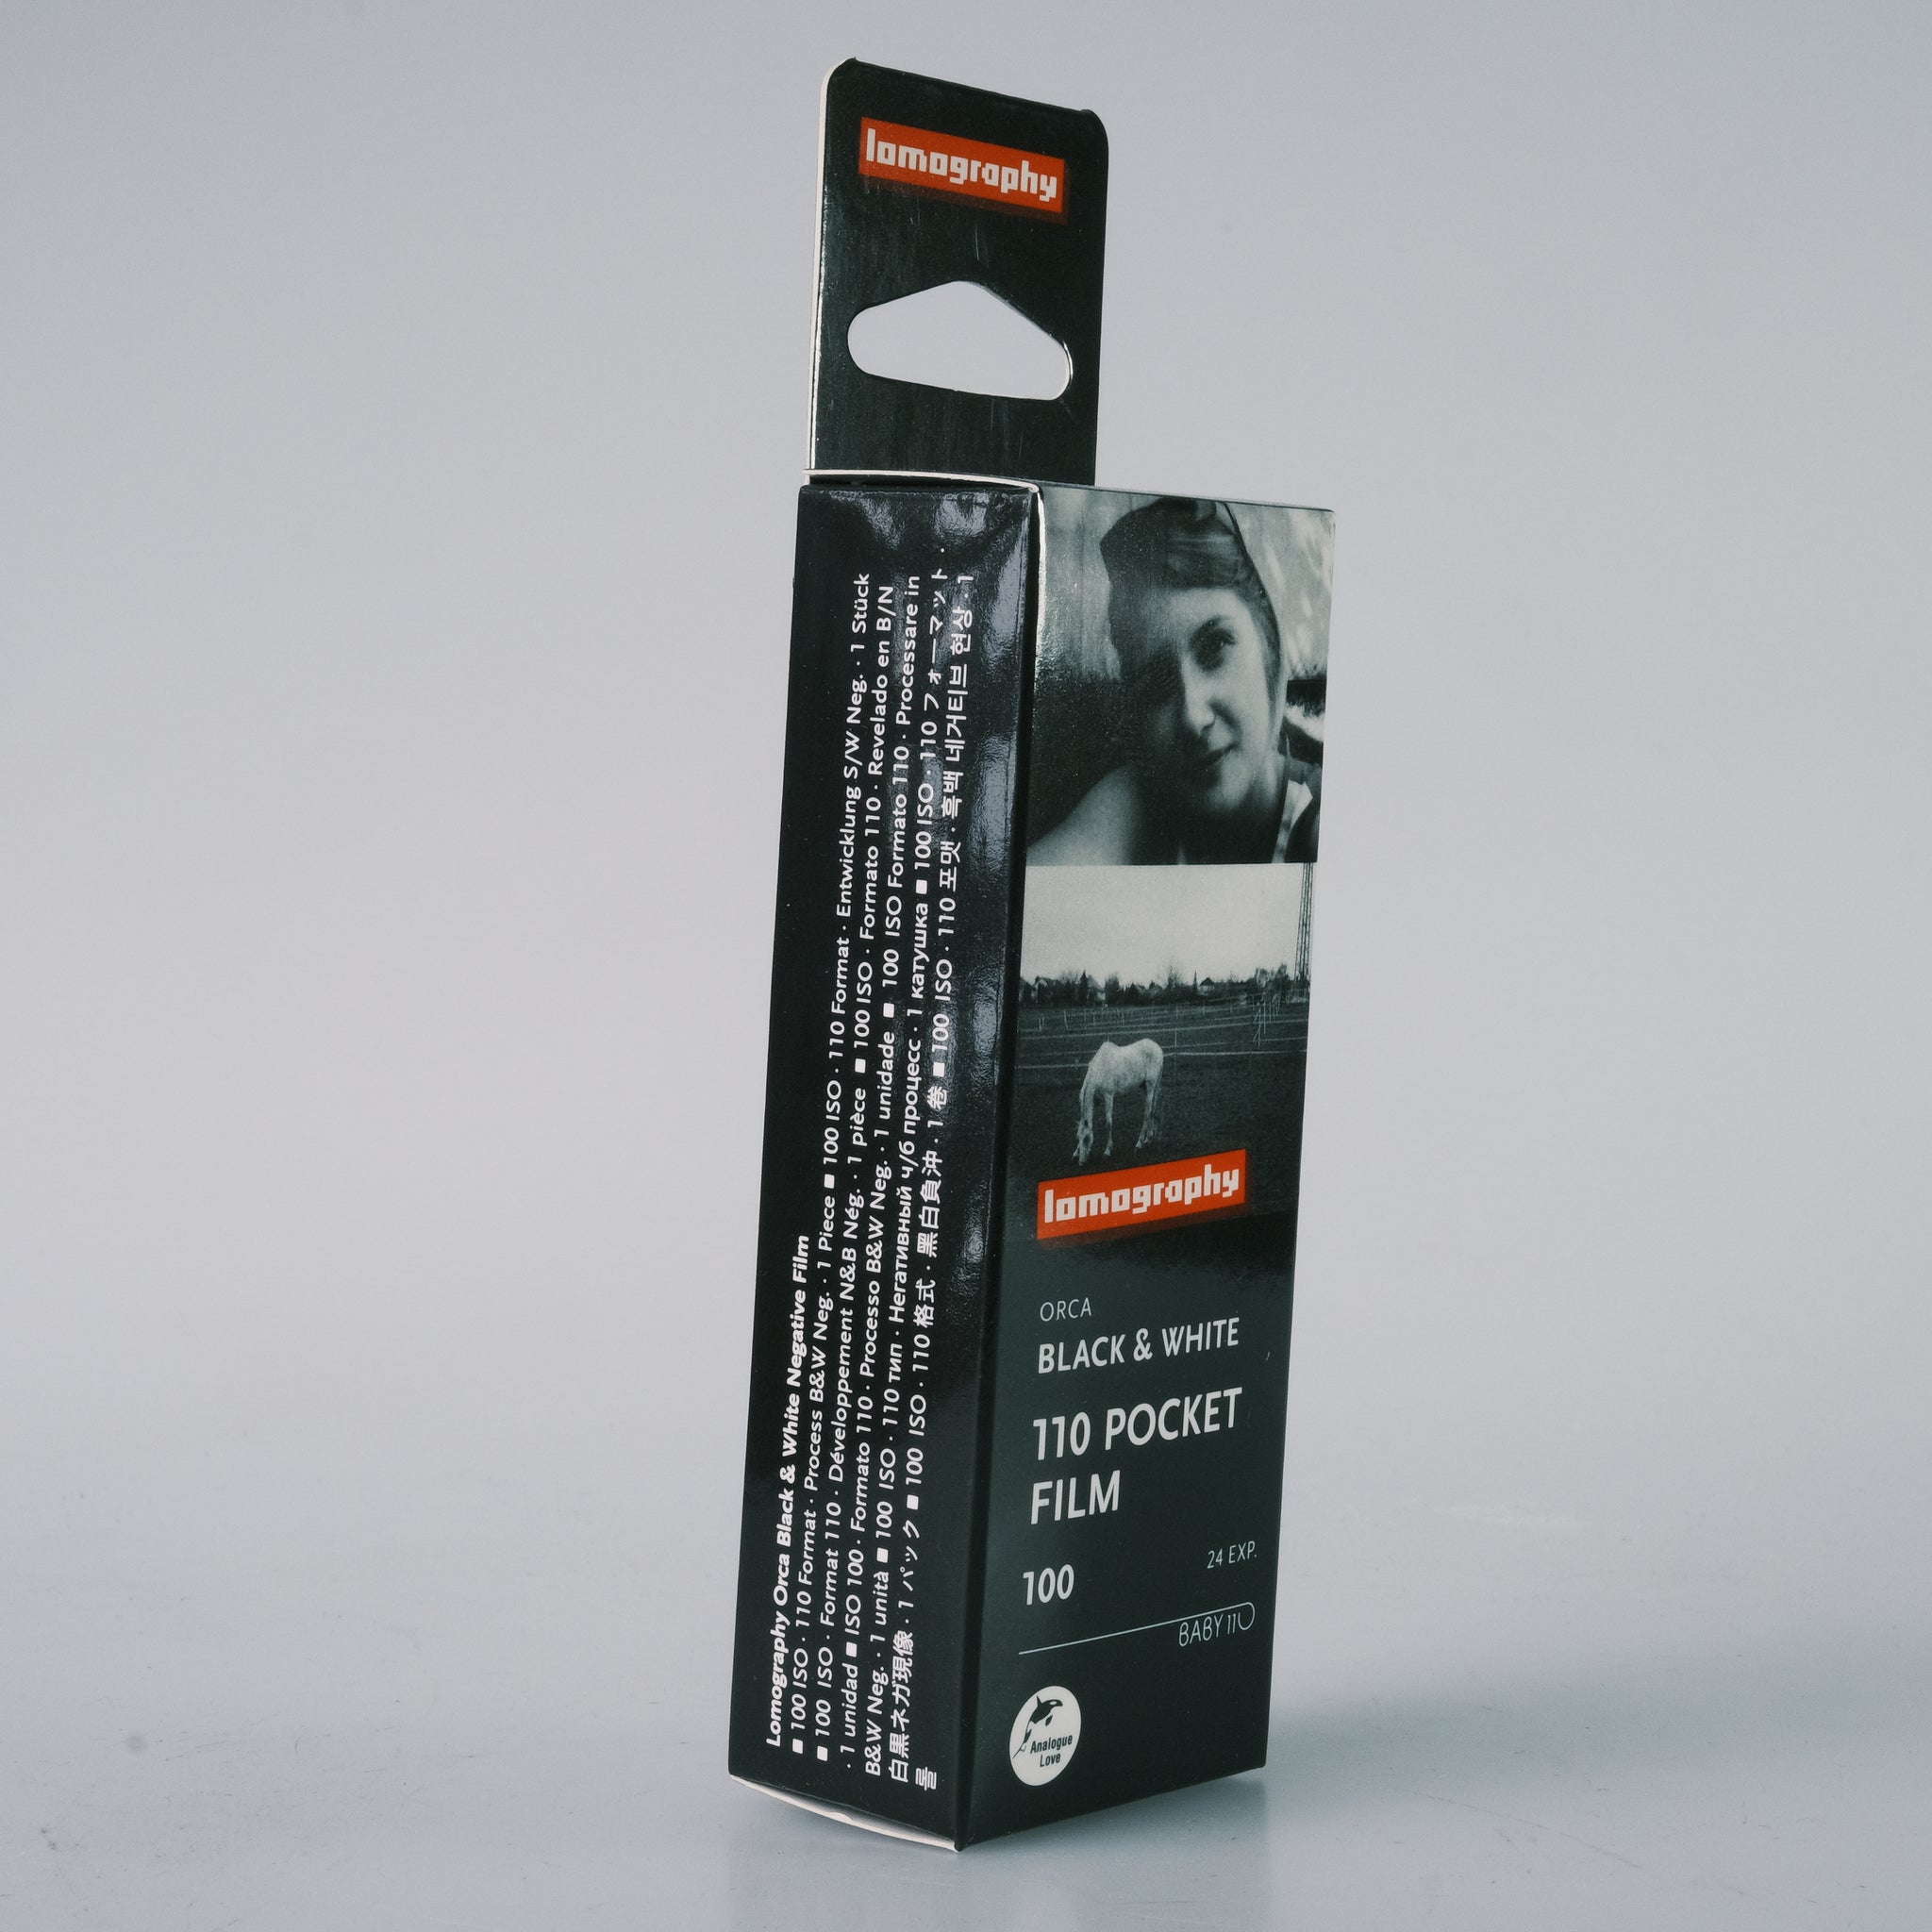 lomography
Lomography Orca Black & White Negative Film
■ 100 ISO · 110 Format · Process B&W Neg. · 1 Piece ■ 100 ISO · 110 Format · Entwicklung S/W Neg. · 1 Stück
■ 100 ISO · Format 110 · Développement N&B Nég. · 1 pièce ■ 100 ISO · Formato 110 · Revelado en B/N
· 1 unidad ■ ISO 100 · Formato 110 · Processo B&W Neg. · 1 unidade ■ 100 ISO Formato 110 · Processare in
B&W Neg. · 1 unità ■ 100 ISO · 110 тип · Негативный ч/б процесс · 1 катушка ■ 100 ISO · 110 フォーマット ·
白黒ネガ現像 · 1 パック ■ 100 ISO · 110 格式 · 黑白負沖 · 1 卷 ■ 100 ISO · 110 포맷 · 흑백 네거티브 현상 · 1
롤
lomography
ORCA
BLACK & WHITE
110 POCKET
FILM
100
24 EXP.
BABY 110
Analogue
Love